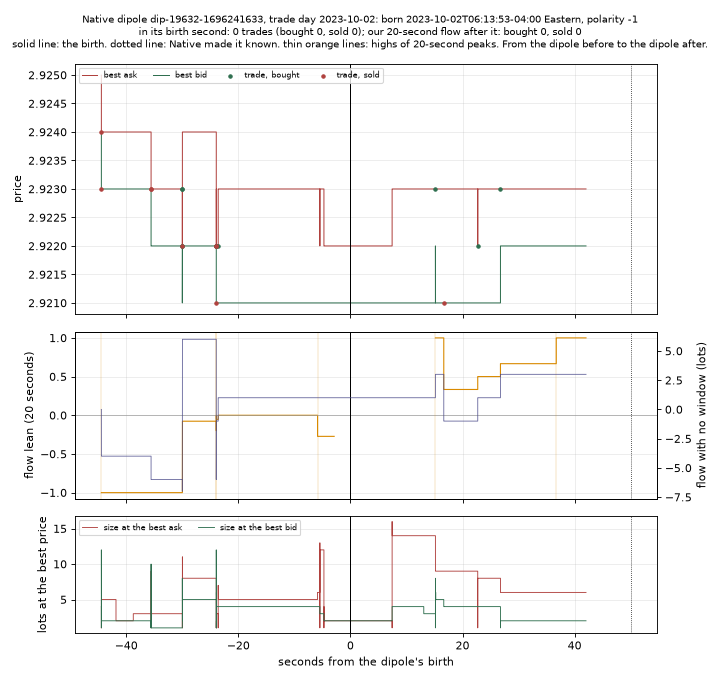 Native dipole dip-19632-1696241633, trade day 2023-10-02: born 2023-10-02T06:13:53-04:00 Eastern, polarity -1
in its birth second: 0 trades (bought 0, sold 0); our 20-second flow after it: bought 0, sold 0
solid line: the birth. dotted line: Native made it known. thin orange lines: highs of 20-second peaks. From the dipole before to the dipole after.
best ask best bid trade, bought trade, sold
2.9250
2.9245
2.9240
2.9235
2.9230
2.9225
2.9220
2.9215
2.9210
price
1.0
0.5
0.0
−0.5
−1.0
flow lean (20 seconds)
5.0
2.5
0.0
−2.5
−5.0
−7.5
flow with no window (lots)
size at the best ask size at the best bid
15
10
5
lots at the best price
−40 −20 0 20 40
seconds from the dipole's birth